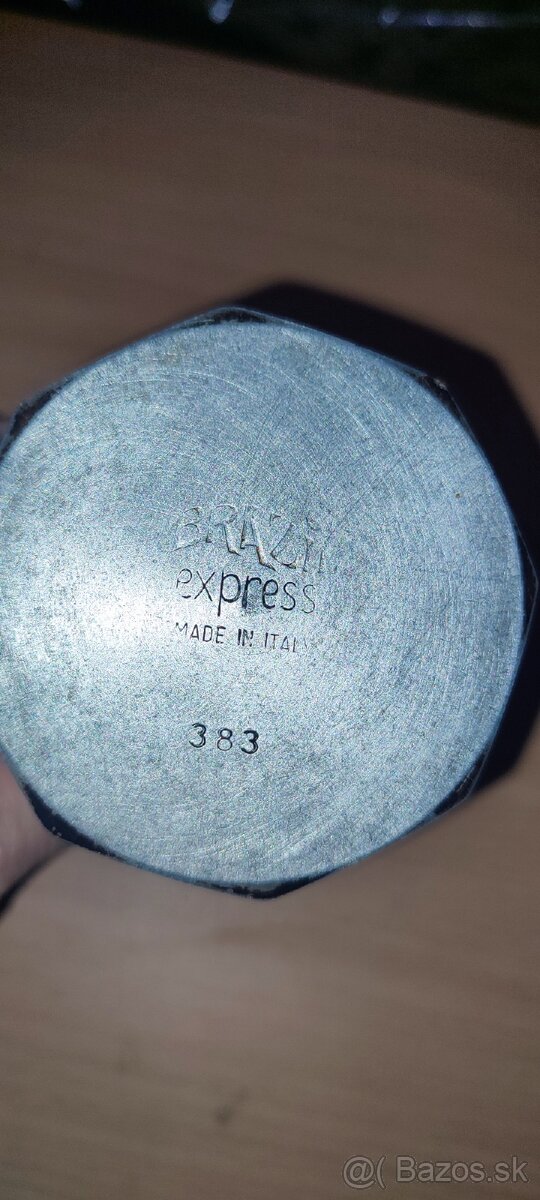 BRAZIL
express
MADE IN ITALY
383
@( Bazos.sk